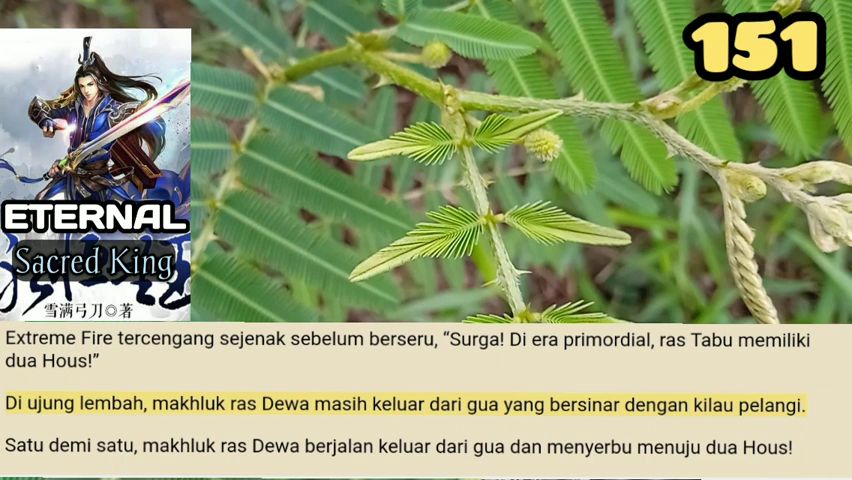 151
ETERNAL
Sacred King
雪满弓刀◎著
Extreme Fire tercengang sejenak sebelum berseru, “Surga! Di era primordial, ras Tabu memiliki
dua Hous!”
Di ujung lembah, makhluk ras Dewa masih keluar dari gua yang bersinar dengan kilau pelangi.
Satu demi satu, makhluk ras Dewa berjalan keluar dari gua dan menyerbu menuju dua Hous!